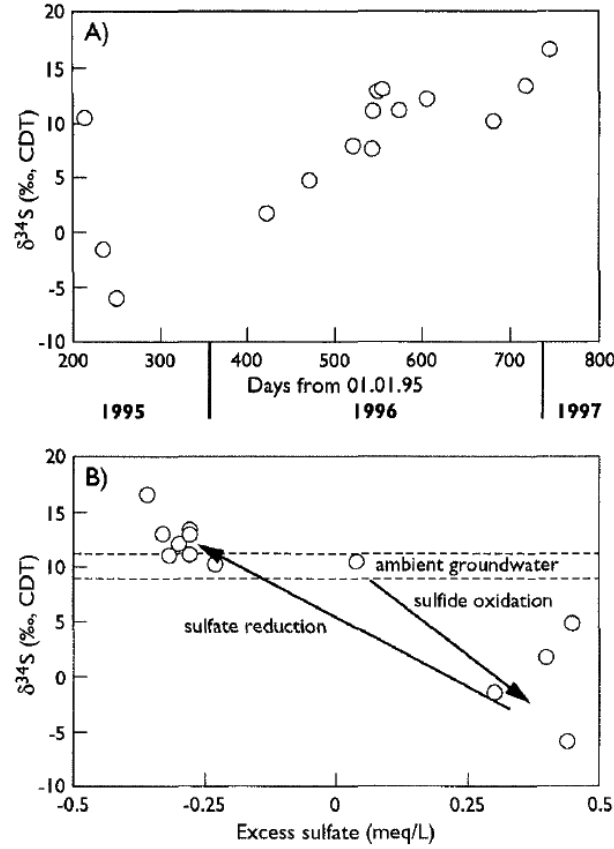 A)
20
15
10
5
0
-5
-10
δ³⁴S (‰, CDT)
200 300 400 500 600 700 800
Days from 01.01.95
1995 1996 1997
B)
20
15
10
5
0
-5
-10
δ³⁴S (‰, CDT)
ambient groundwater
sulfide oxidation
sulfate reduction
-0.5 -0.25 0 0.25 0.5
Excess sulfate (meq/L)